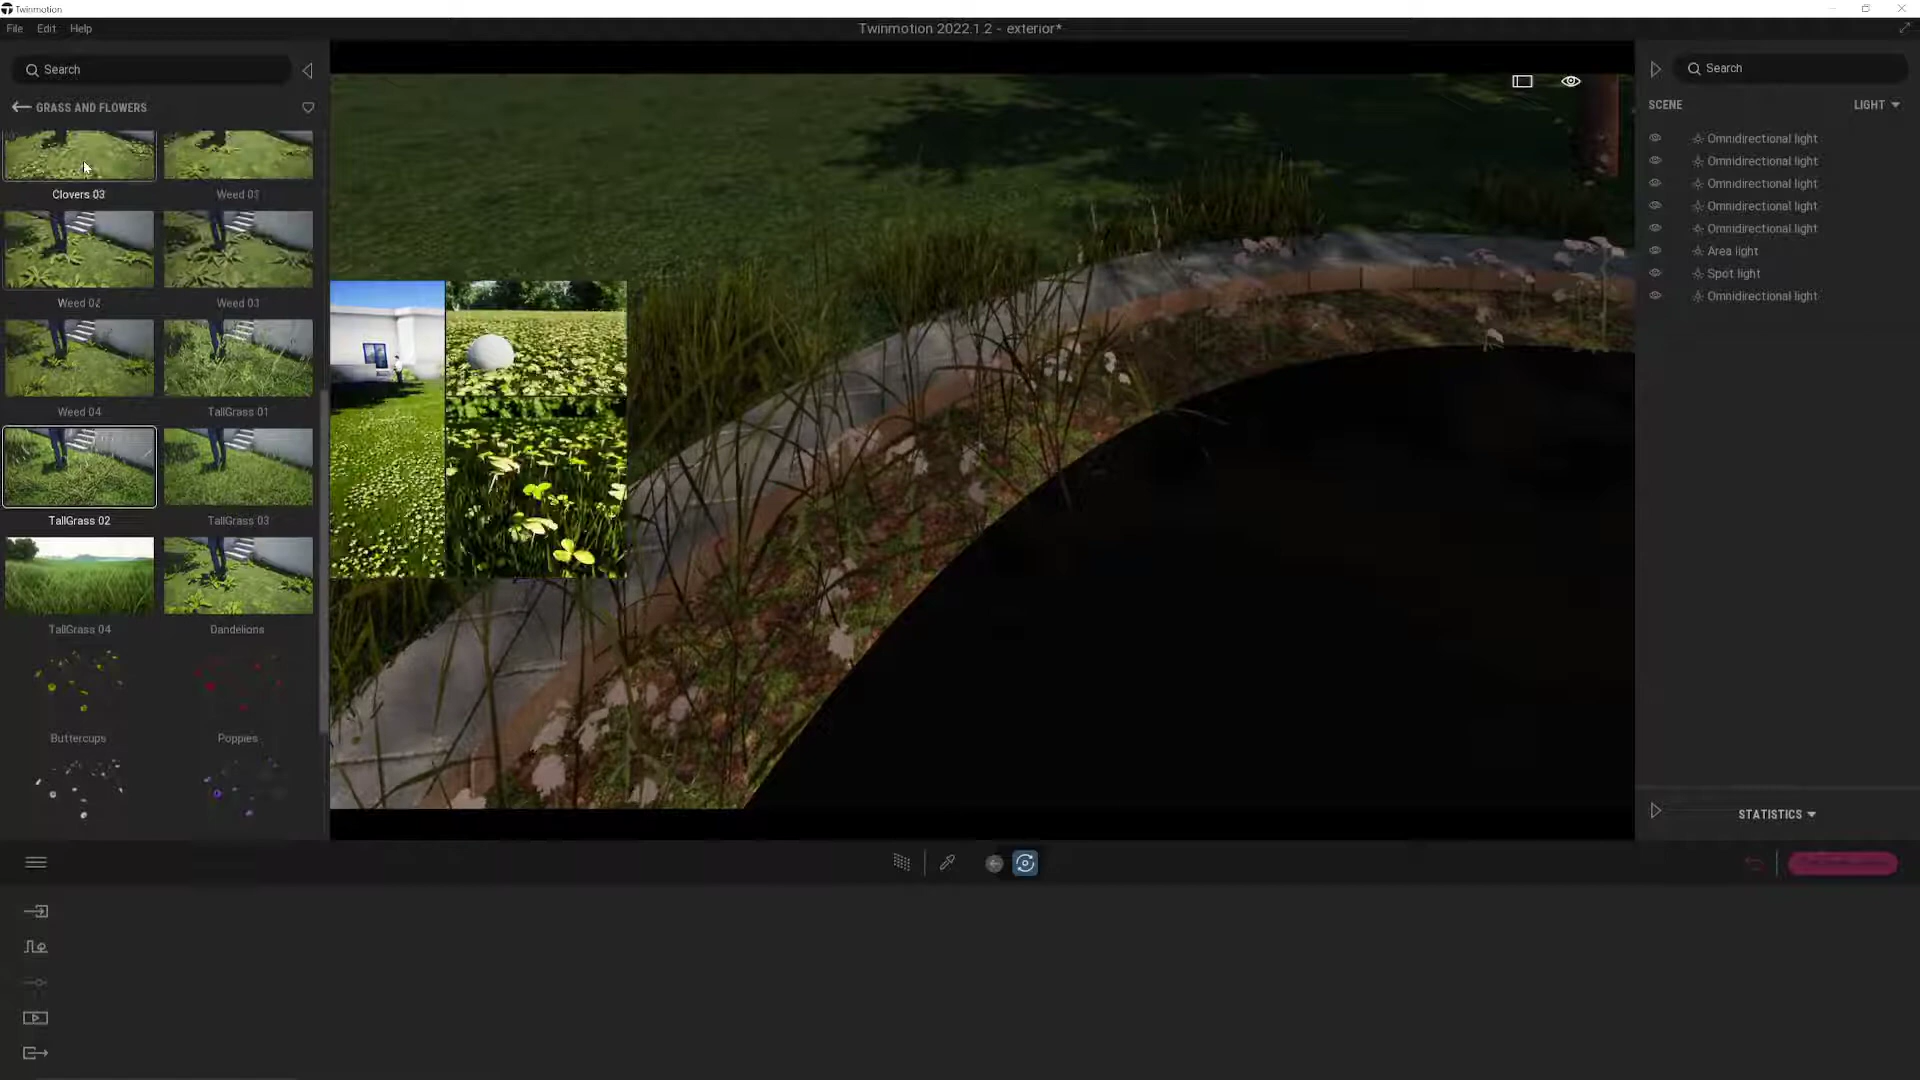 Twinmotion
File Edit Help
Twinmotion 2022.1.2 - exterior*
Search
GRASS AND FLOWERS
Clovers 03
Weed 01
Weed 02
Weed 03
Weed 04
TallGrass 01
TallGrass 02
TallGrass 03
TallGrass 04
Dandelions
Buttercups
Poppies
Search
SCENE
LIGHT
Omnidirectional light
Omnidirectional light
Omnidirectional light
Omnidirectional light
Omnidirectional light
Area light
Spot light
Omnidirectional light
STATISTICS